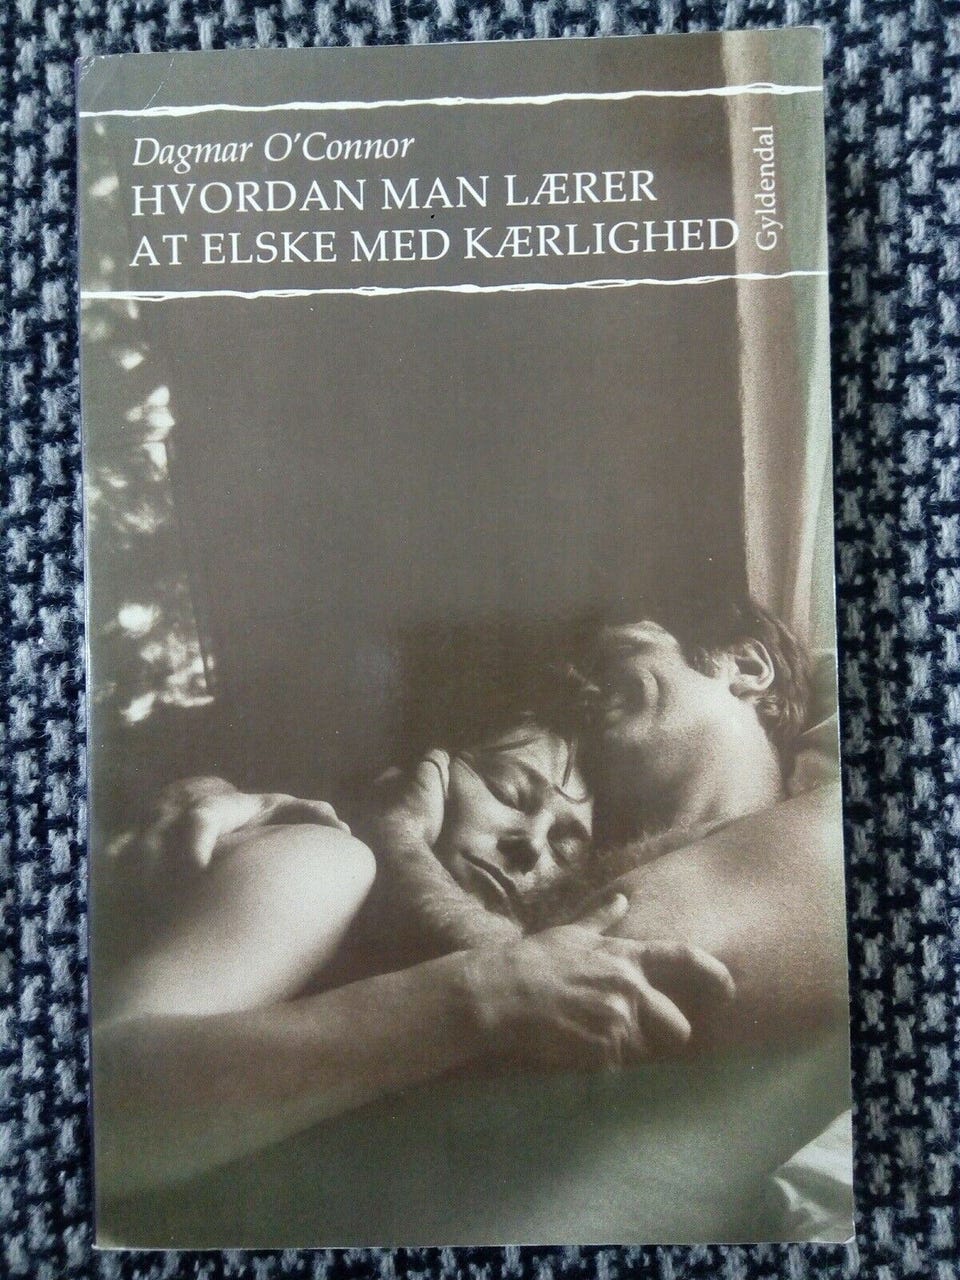 Dagmar O'Connor
HVORDAN MAN LÆRER
AT ELSKE MED KÆRLIGHED
Gyldendal